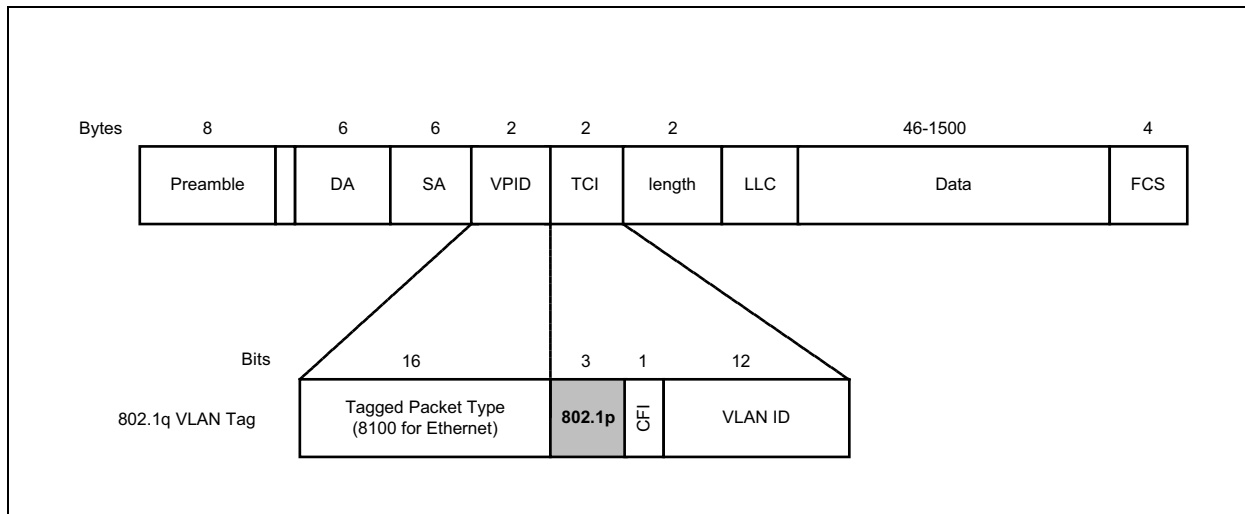 Bytes 8 6 6 2 2 2 46-1500 4
Preamble DA SA VPID TCI length LLC Data FCS
Bits 16 3 1 12
802.1q VLAN Tag Tagged Packet Type (8100 for Ethernet) 802.1p CFI VLAN ID